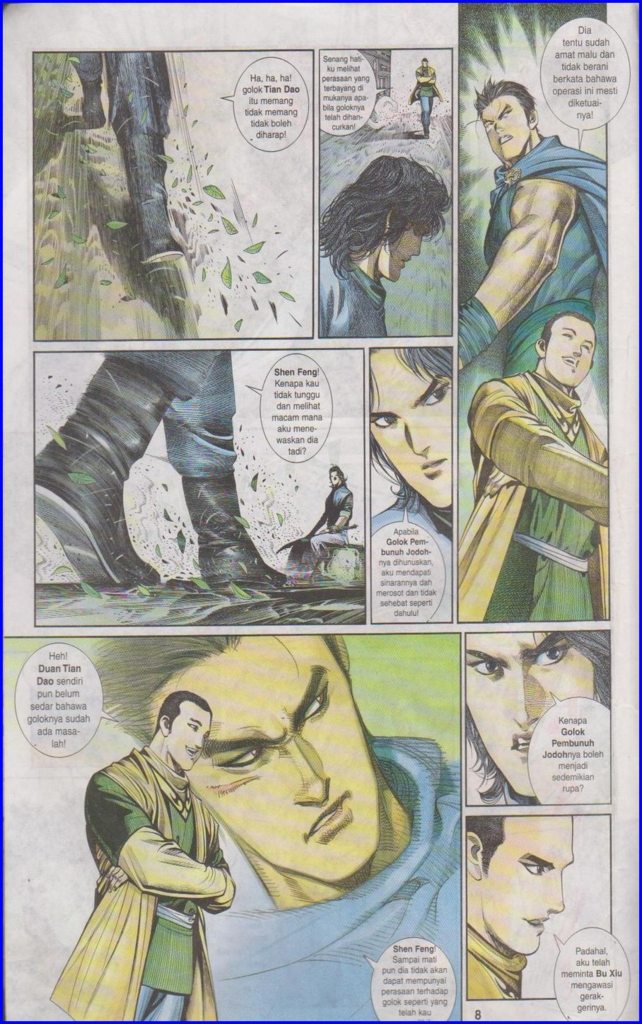 Ha, ha, ha!
golok Tian Dao
itu memang
tidak memang
tidak boleh
diharap!
Senang hati-
ku melihat
perasaan yang
terbayang di
mukanya apa-
bila goloknya
telah dihan-
curkan!
Dia
tentu sudah
amat malu dan
tidak berani
berkata bahawa
operasi ini mesti
diketuai-
nya!
Shen Feng!
Kenapa kau
tidak tunggu
dan melihat
macam mana
aku mene-
waskan dia
tadi?
Apabila
Golok Pem-
bunuh Jodoh-
nya dihunuskan,
aku mendapati
sinarannya dah
merosot dan tidak
sehebat seperti
dahulu!
Heh!
Duan Tian
Dao sendiri
pun belum
sedar bahawa
goloknya sudah
ada masa-
lah!
Kenapa
Golok
Pembunuh
Jodohnya boleh
menjadi
sedemikian
rupa?
Shen Feng!
Sampai mati
pun dia tidak akan
dapat mempunyai
perasaan terhadap
golok seperti yang
telah kau
Padahal,
aku telah
meminta Bu Xiu
mengawasi
gerak-
gerinya.
8